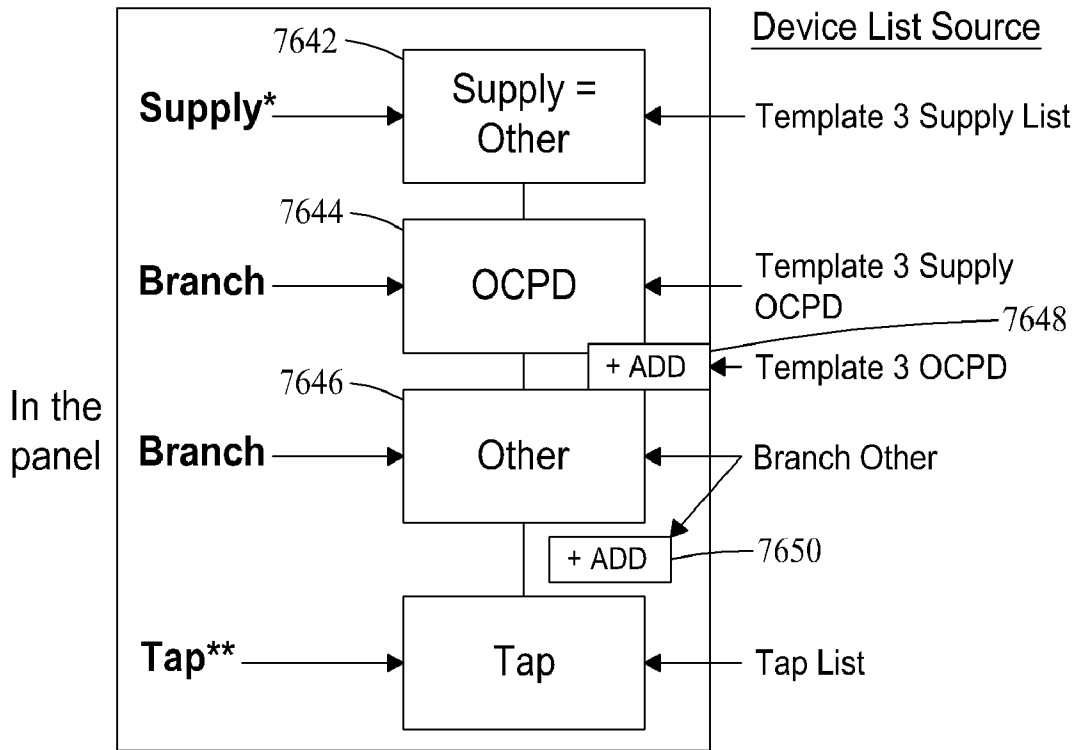 Device List Source
7642
Supply*
Supply =
Other
Template 3 Supply List
7644
Branch
OCPD
Template 3 Supply
OCPD
7648
+ ADD
Template 3 OCPD
7646
In the
panel
Branch
Other
Branch Other
+ ADD
7650
Tap**
Tap
Tap List